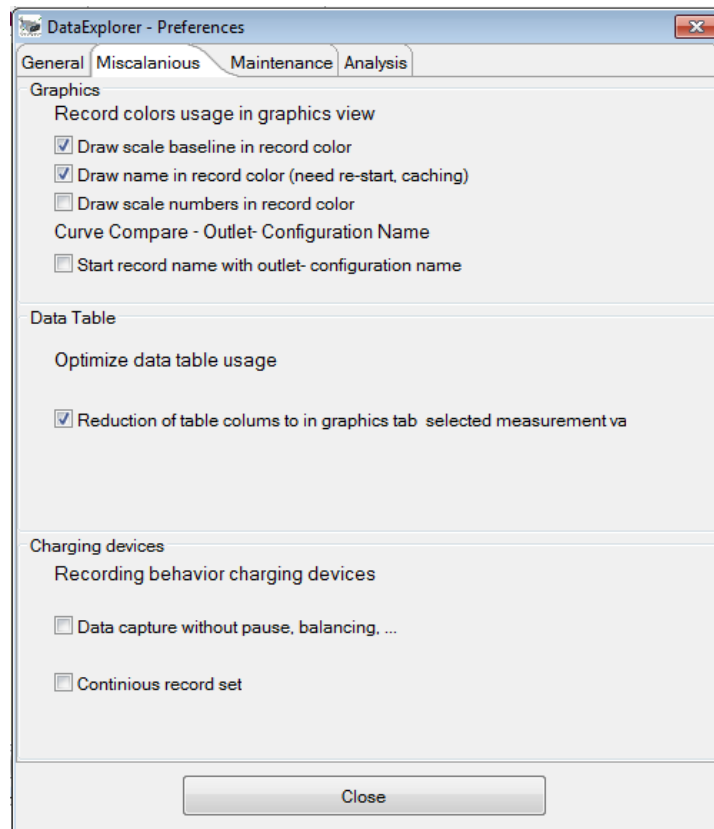 DataExplorer - Preferences
General Miscalanious Maintenance Analysis
Graphics
Record colors usage in graphics view
Draw scale baseline in record color
Draw name in record color (need re-start, caching)
Draw scale numbers in record color
Curve Compare - Outlet- Configuration Name
Start record name with outlet- configuration name
Data Table
Optimize data table usage
Reduction of table colums to in graphics tab  selected measurement va
Charging devices
Recording behavior charging devices
Data capture without pause, balancing, ...
Continious record set
Close